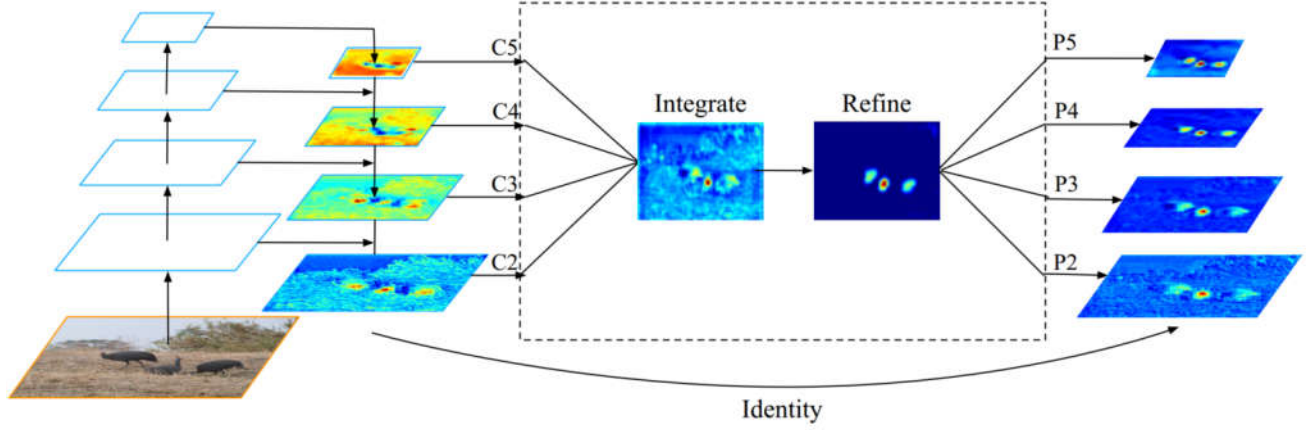 C5
C4
C3
C2
Integrate
Refine
P5
P4
P3
P2
Identity